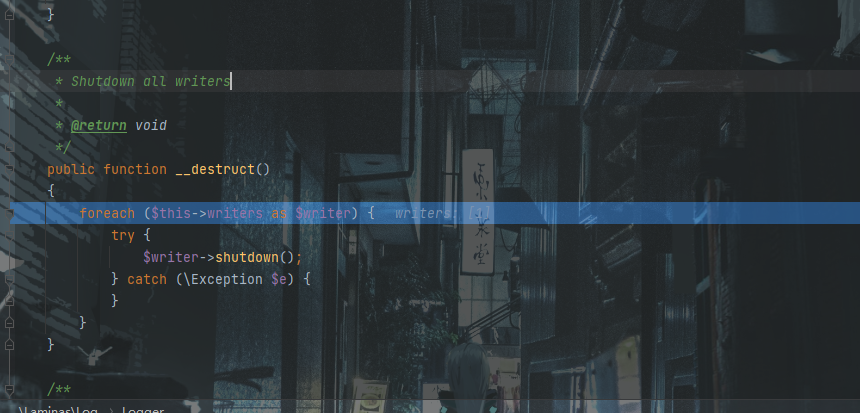 }
/**
* Shutdown all writers
*
* @return void
*/
public function __destruct()
{
foreach ($this->writers as $writer) { writers: [1]
try {
$writer->shutdown();
} catch (\Exception $e) {
}
}
}
/**
\Laminas\Log › Logger